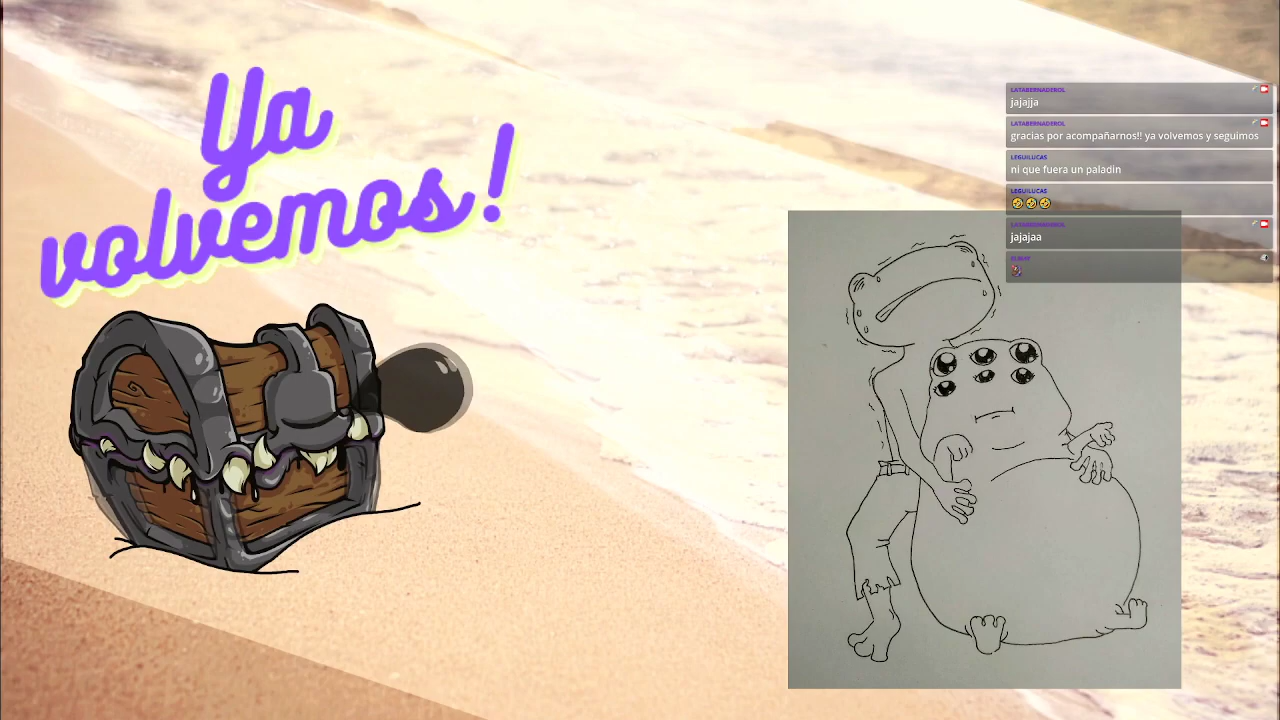 Ya
volvemos!
LATABERNADEROL
jajajja
LATABERNADEROL
gracias por acompañarnos!! ya volvemos y seguimos
LEGUILUCAS
ni que fuera un paladin
LEGUILUCAS
🤣🤣🤣
LATABERNADEROL
jajajaa